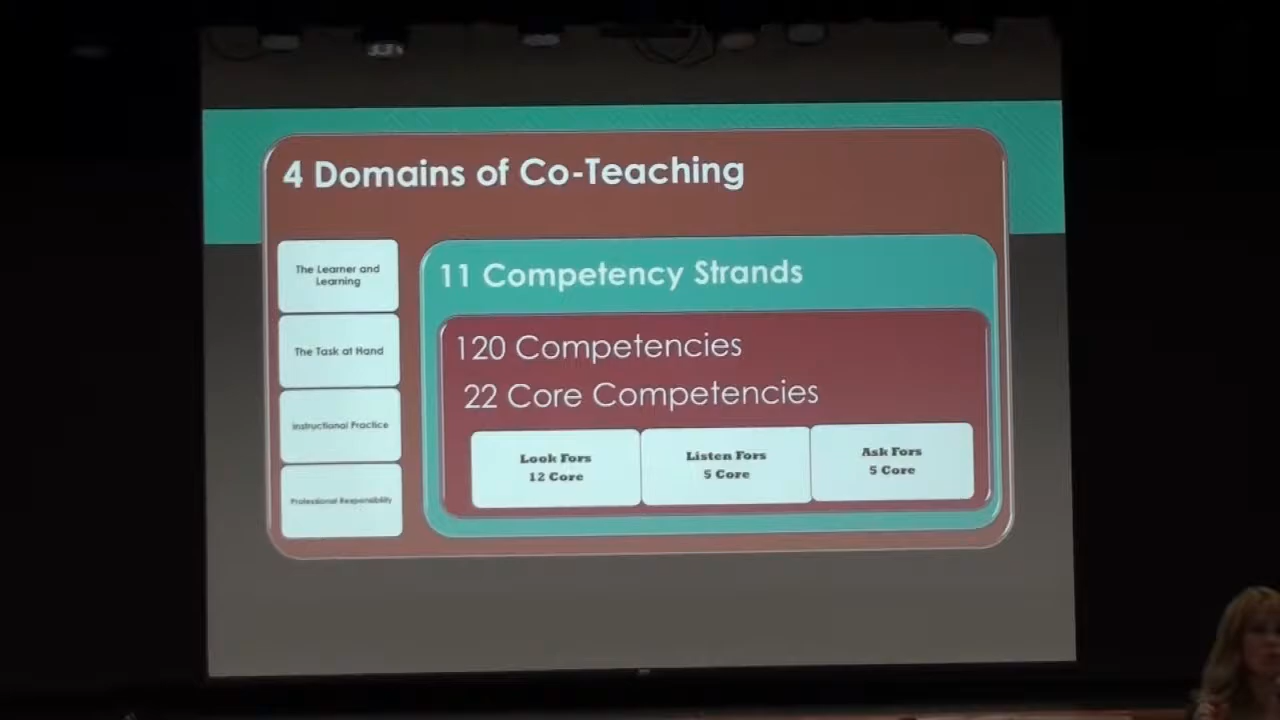 4 Domains of Co-Teaching
The Learner and
Learning
The Task at Hand
Instructional Practice
Professional Responsibility
11 Competency Strands
120 Competencies
22 Core Competencies
Look Fors
12 Core
Listen Fors
5 Core
Ask Fors
5 Core